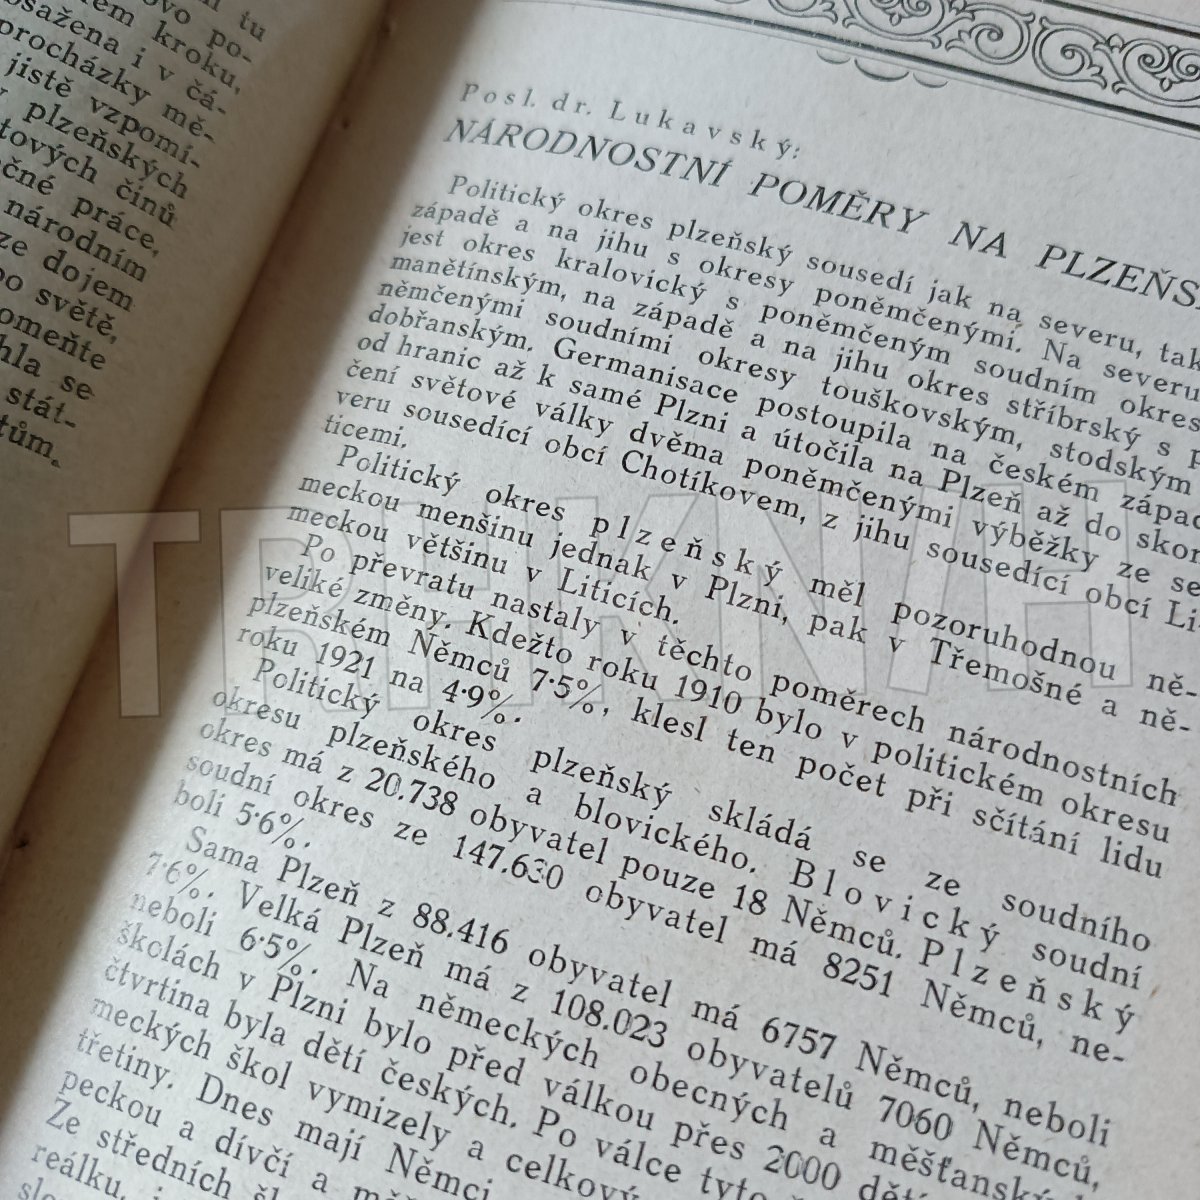 tu
vo po-
em kroku,
osažena i v čá-
procházky mě-
jistě vzpomí-
plzeňských
tových činů
čné práce,
národním
ze dojem
po světě,
omeňte
hla se
stát-
tům.
Posl. dr. Lukavský:
NÁRODNOSTNÍ POMĚRY NA PLZEŇS
Politický okres plzeňský sousedí jak na severu, tak
západě a na jihu s okresy poněmčenými. Na severu
jest okres kralovický s poněmčeným soudním okres
manětínským, na západě a na jihu okres stříbrský s p
němčenými soudními okresy touškovským, stodským
dobřanským. Germanisace postoupila na českém západ
od hranic až k samé Plzni a útočila na Plzeň až do skon
čení světové války dvěma poněmčenými výběžky ze se
veru sousedící obcí Chotíkovem, z jihu sousedící obcí Li-
ticemi.
Politický okres plzeňský měl pozoruhodnou ně-
meckou menšinu jednak v Plzni, pak v Třemošné a ně-
meckou většinu v Liticích.
Po převratu nastaly v těchto poměrech národnostních
veliké změny. Kdežto roku 1910 bylo v politickém okresu
plzeňském Němců 7·5%, klesl ten počet při sčítání lidu
roku 1921 na 4·9%.
Politický okres plzeňský skládá se ze soudního
okresu plzeňského a blovického. Blovický soudní
okres má z 20.738 obyvatel pouze 18 Němců. Plzeňský
soudní okres ze 147.630 obyvatel má 8251 Němců, ne-
boli 5·6%.
Sama Plzeň z 88.416 obyvatel má 6757 Němců, neboli
7·6%. Velká Plzeň má z 108.023 obyvatelů 7060 Němců,
neboli 6·5%. Na německých obecných a měšťanský
školách v Plzni bylo před válkou přes 2000 dět
čtvrtina byla dětí českých. Po válce tyto
meckých škol vymizely a celkový
třetiny. Dnes mají Němci
peckou a dívčí a mě
Ze středních šk
reálku,
slo